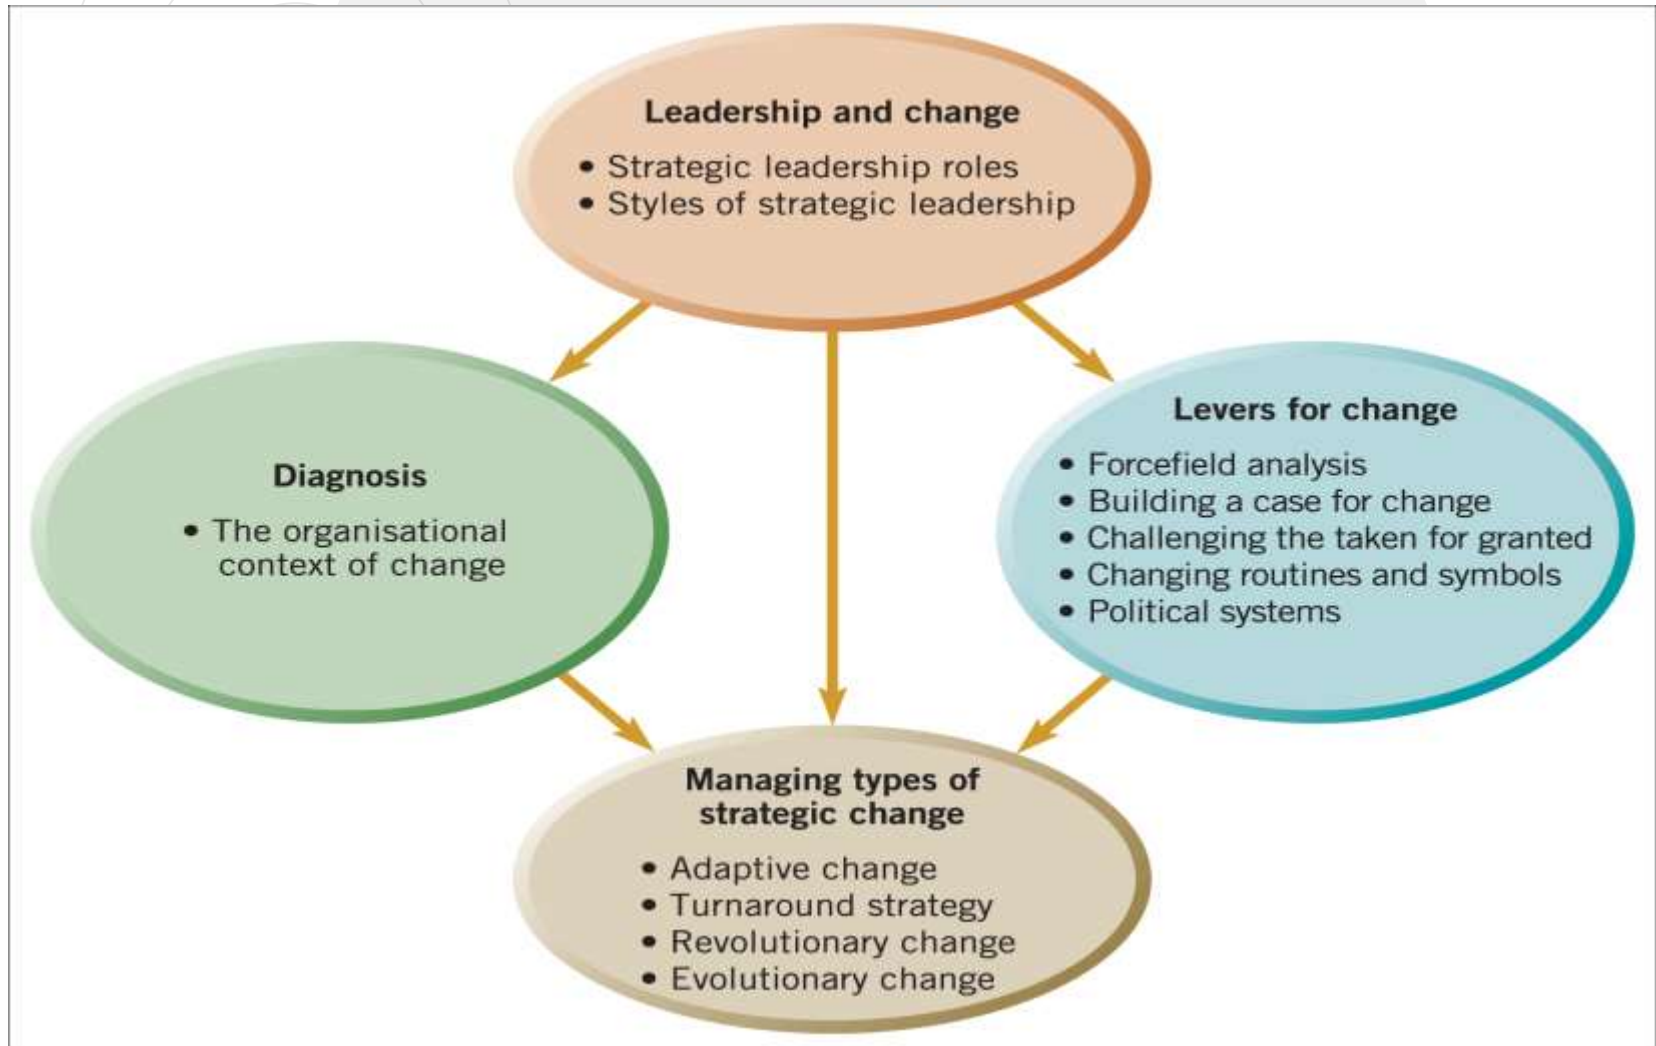 Leadership and change
• Strategic leadership roles
• Styles of strategic leadership
Diagnosis
• The organisational
context of change
Levers for change
• Forcefield analysis
• Building a case for change
• Challenging the taken for granted
• Changing routines and symbols
• Political systems
Managing types of
strategic change
• Adaptive change
• Turnaround strategy
• Revolutionary change
• Evolutionary change